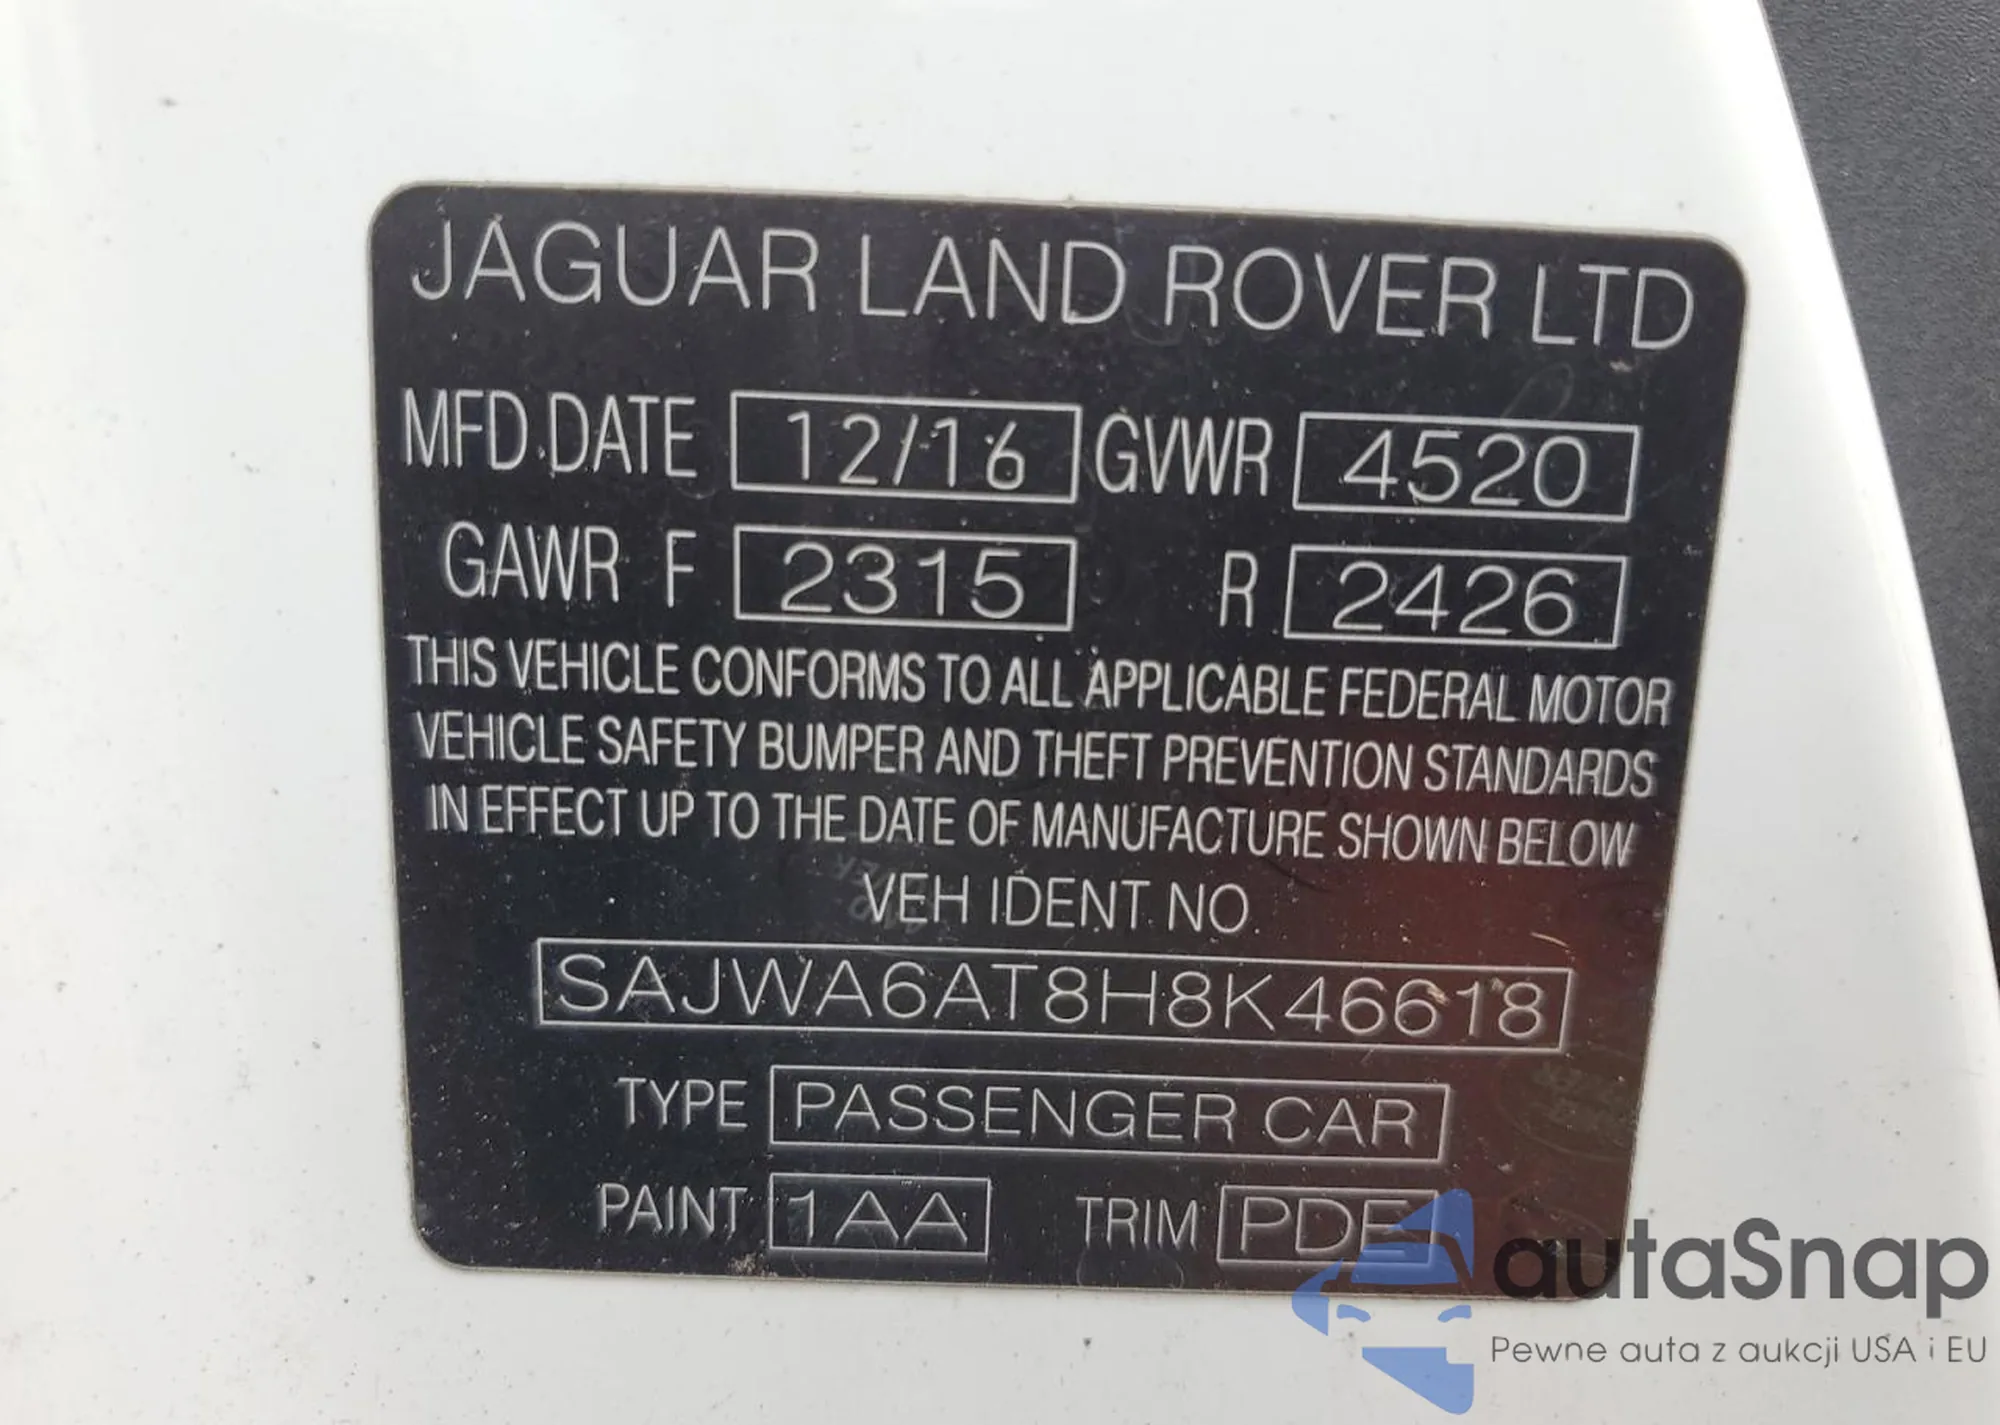 JAGUAR LAND ROVER LTD
MFD.DATE 12/16 GVWR 4520
GAWR F 2315 R 2426
THIS VEHICLE CONFORMS TO ALL APPLICABLE FEDERAL MOTOR
VEHICLE SAFETY BUMPER AND THEFT PREVENTION STANDARDS
IN EFFECT UP TO THE DATE OF MANUFACTURE SHOWN BELOW
VEH IDENT NO.
SAJWA6AT8H8K46618
TYPE PASSENGER CAR
PAINT 1AA TRIM PDE
autaSnap
Pewne auta z aukcji USA i EU